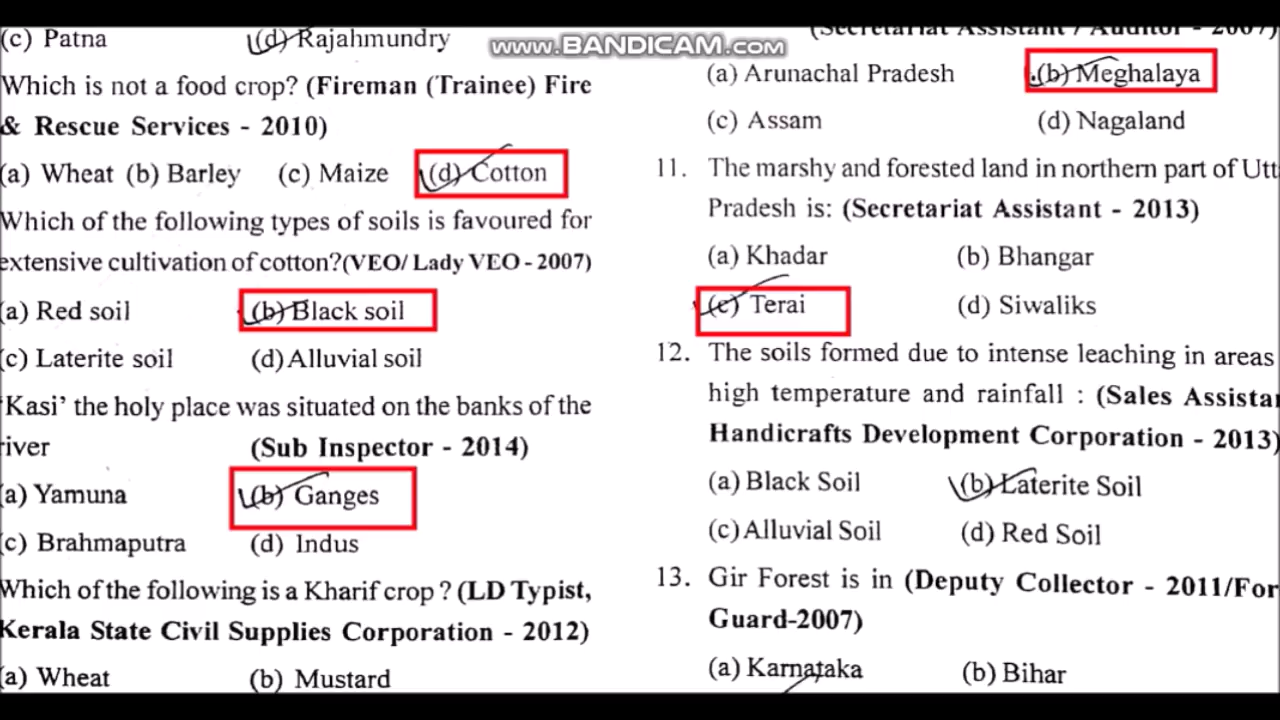 www.BANDICAM.com
(c) Patna (d) Rajahmundry
Which is not a food crop? (Fireman (Trainee) Fire
& Rescue Services - 2010)
(a) Wheat (b) Barley (c) Maize (d) Cotton
Which of the following types of soils is favoured for
extensive cultivation of cotton?(VEO/ Lady VEO - 2007)
(a) Red soil (b) Black soil
(c) Laterite soil (d) Alluvial soil
'Kasi' the holy place was situated on the banks of the
river (Sub Inspector - 2014)
(a) Yamuna (b) Ganges
(c) Brahmaputra (d) Indus
Which of the following is a Kharif crop ? (LD Typist,
Kerala State Civil Supplies Corporation - 2012)
(a) Wheat (b) Mustard
(Secretariat Assistant / Auditor - 2007)
(a) Arunachal Pradesh (b) Meghalaya
(c) Assam (d) Nagaland
11. The marshy and forested land in northern part of Utt
Pradesh is: (Secretariat Assistant - 2013)
(a) Khadar (b) Bhangar
(c) Terai (d) Siwaliks
12. The soils formed due to intense leaching in areas
high temperature and rainfall : (Sales Assistan
Handicrafts Development Corporation - 2013)
(a) Black Soil (b) Laterite Soil
(c) Alluvial Soil (d) Red Soil
13. Gir Forest is in (Deputy Collector - 2011/For
Guard-2007)
(a) Karnataka (b) Bihar